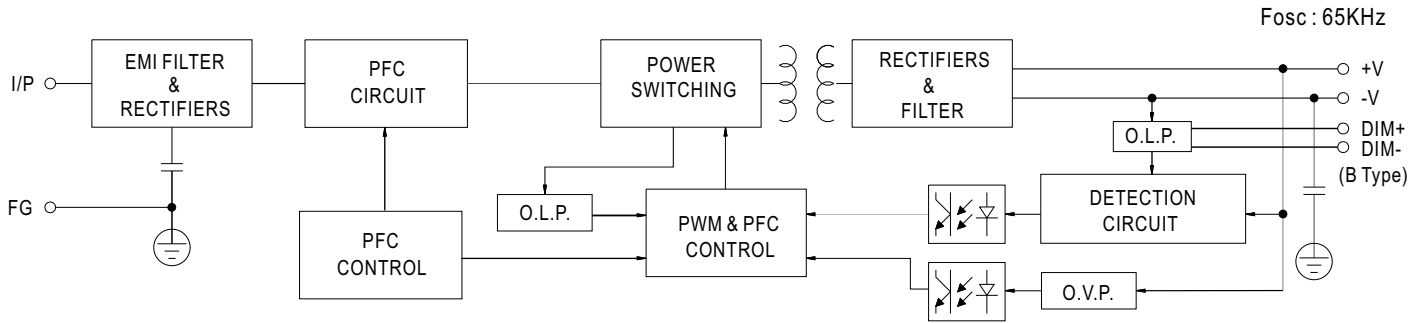 Fosc : 65KHz
I/P
EMI FILTER
&
RECTIFIERS
PFC
CIRCUIT
POWER
SWITCHING
RECTIFIERS
&
FILTER
+V
-V
DIM+
DIM-
(B Type)
O.L.P.
FG
O.L.P.
PFC
CONTROL
PWM & PFC
CONTROL
DETECTION
CIRCUIT
O.V.P.